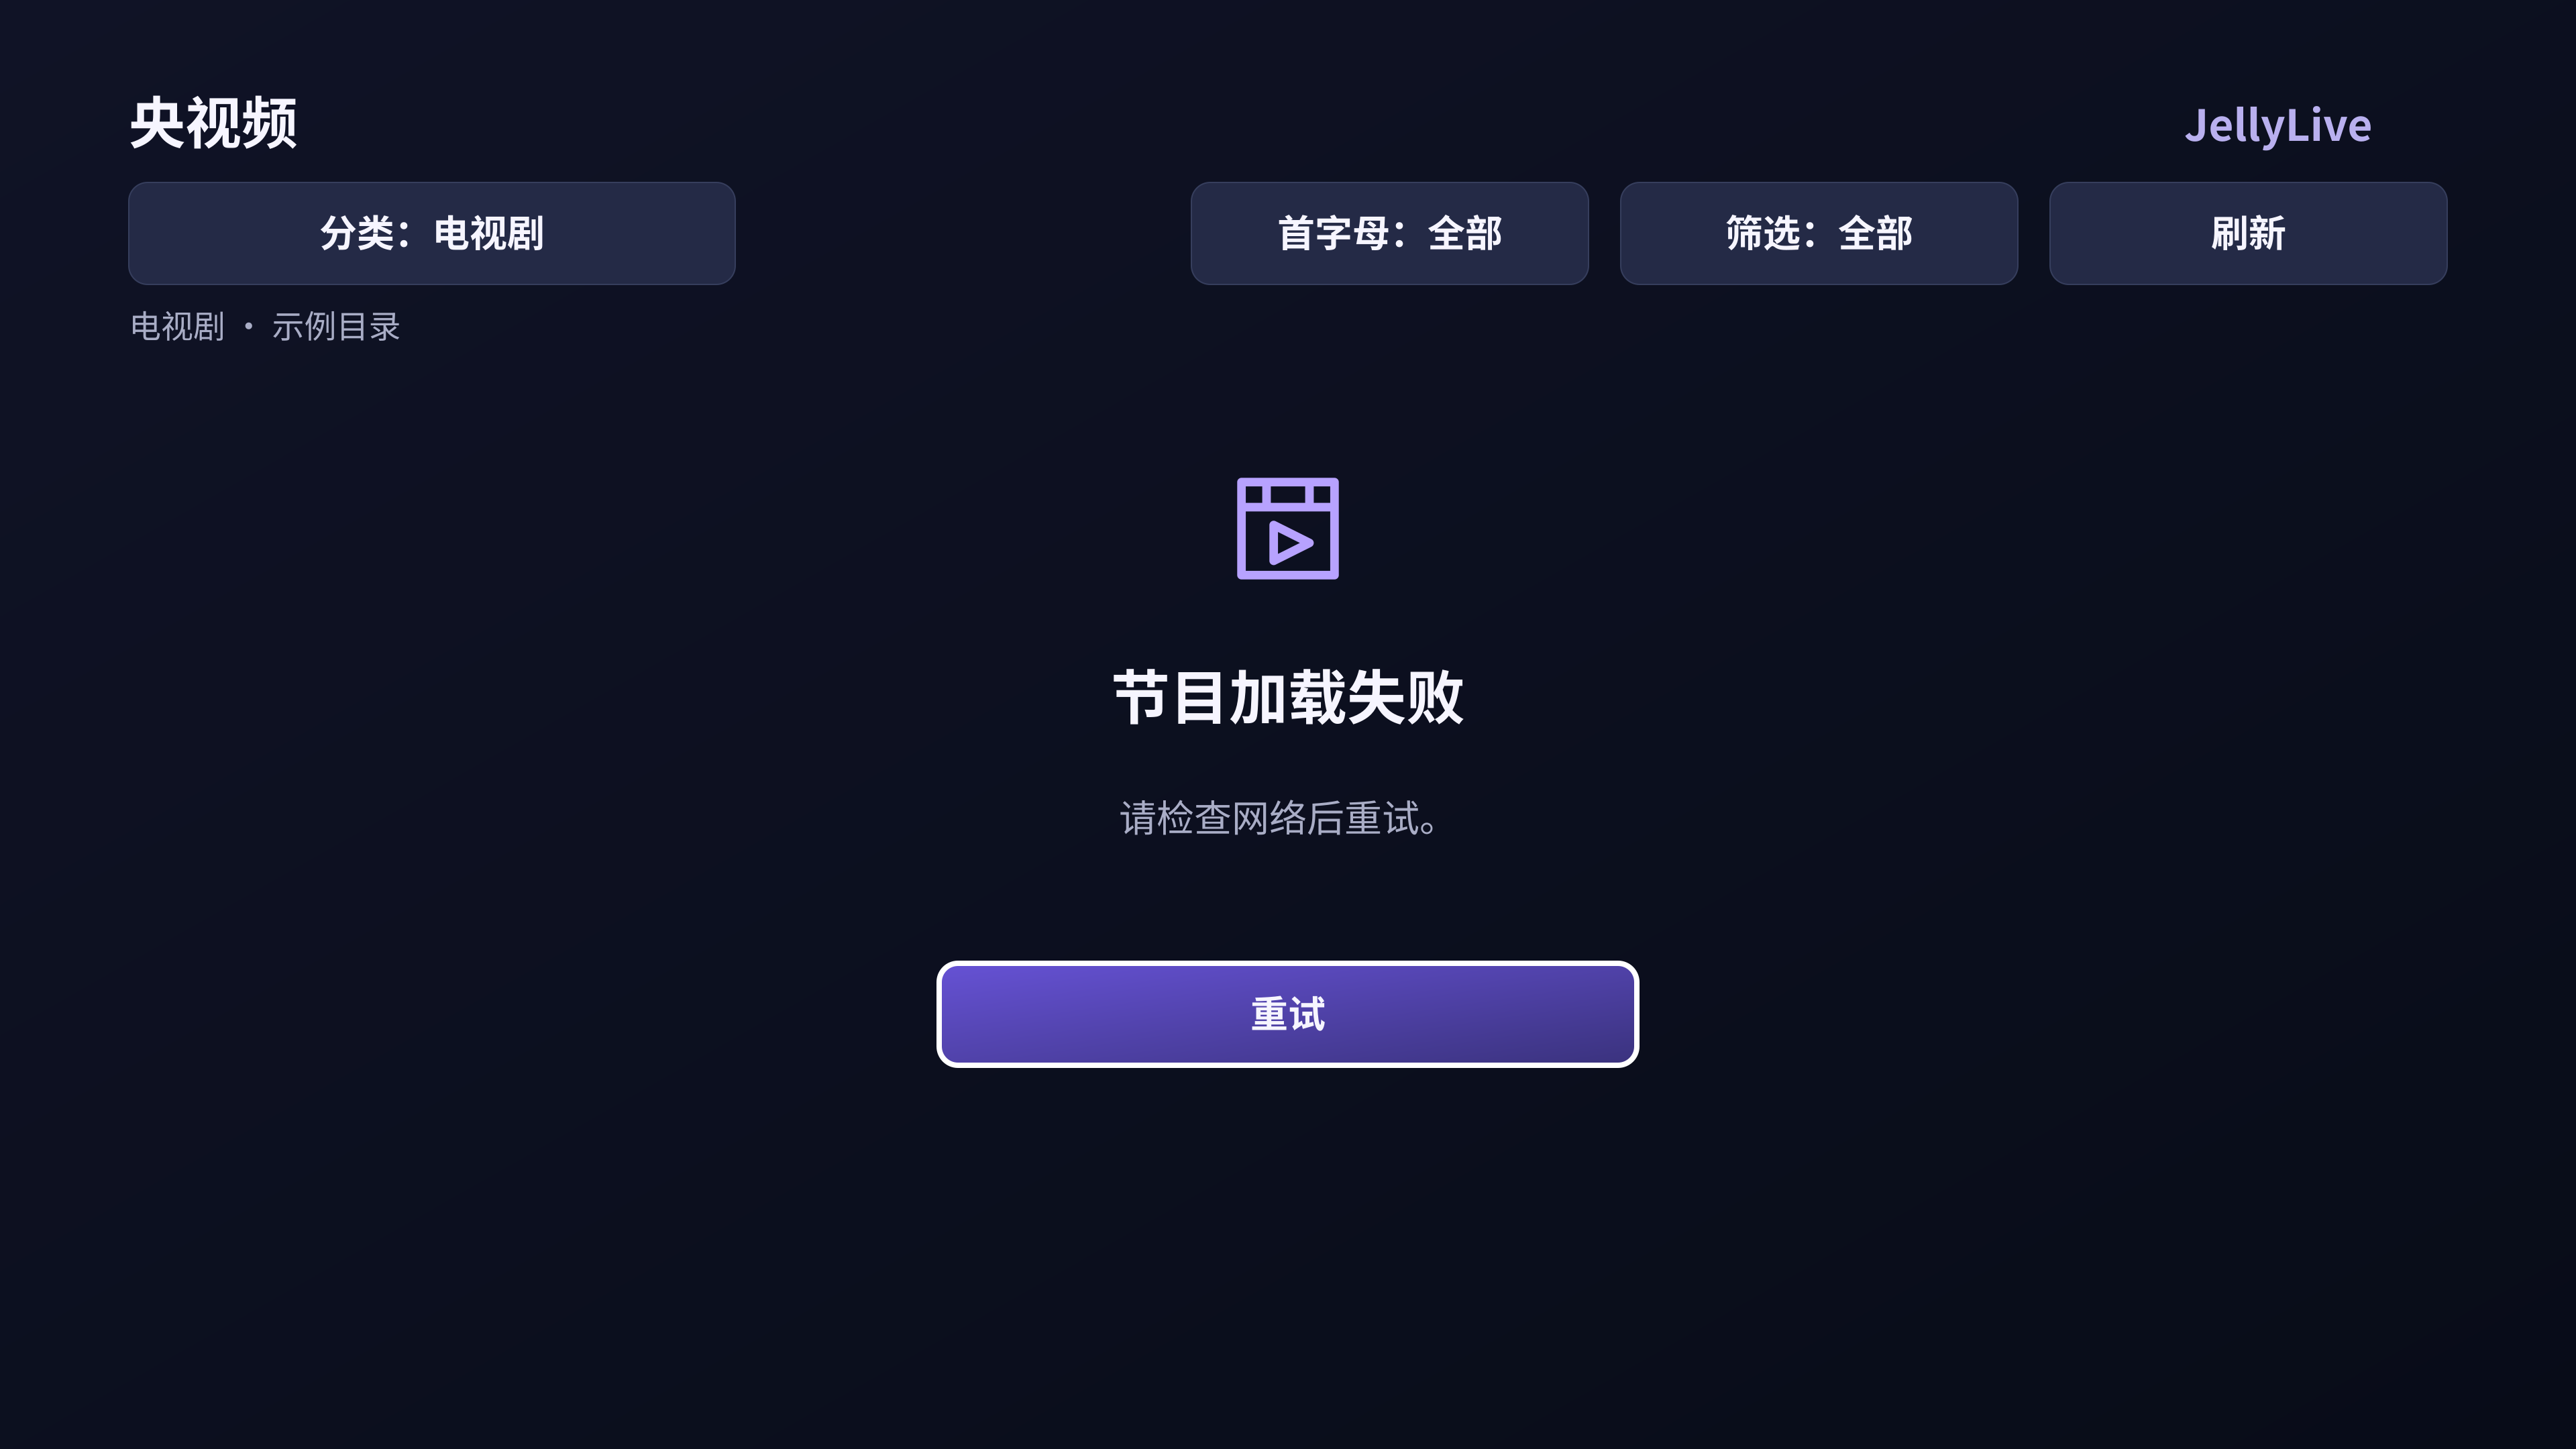 央视频
JellyLive
分类：电视剧
首字母：全部
筛选：全部
刷新
电视剧 · 示例目录
节目加载失败
请检查网络后重试。
重试